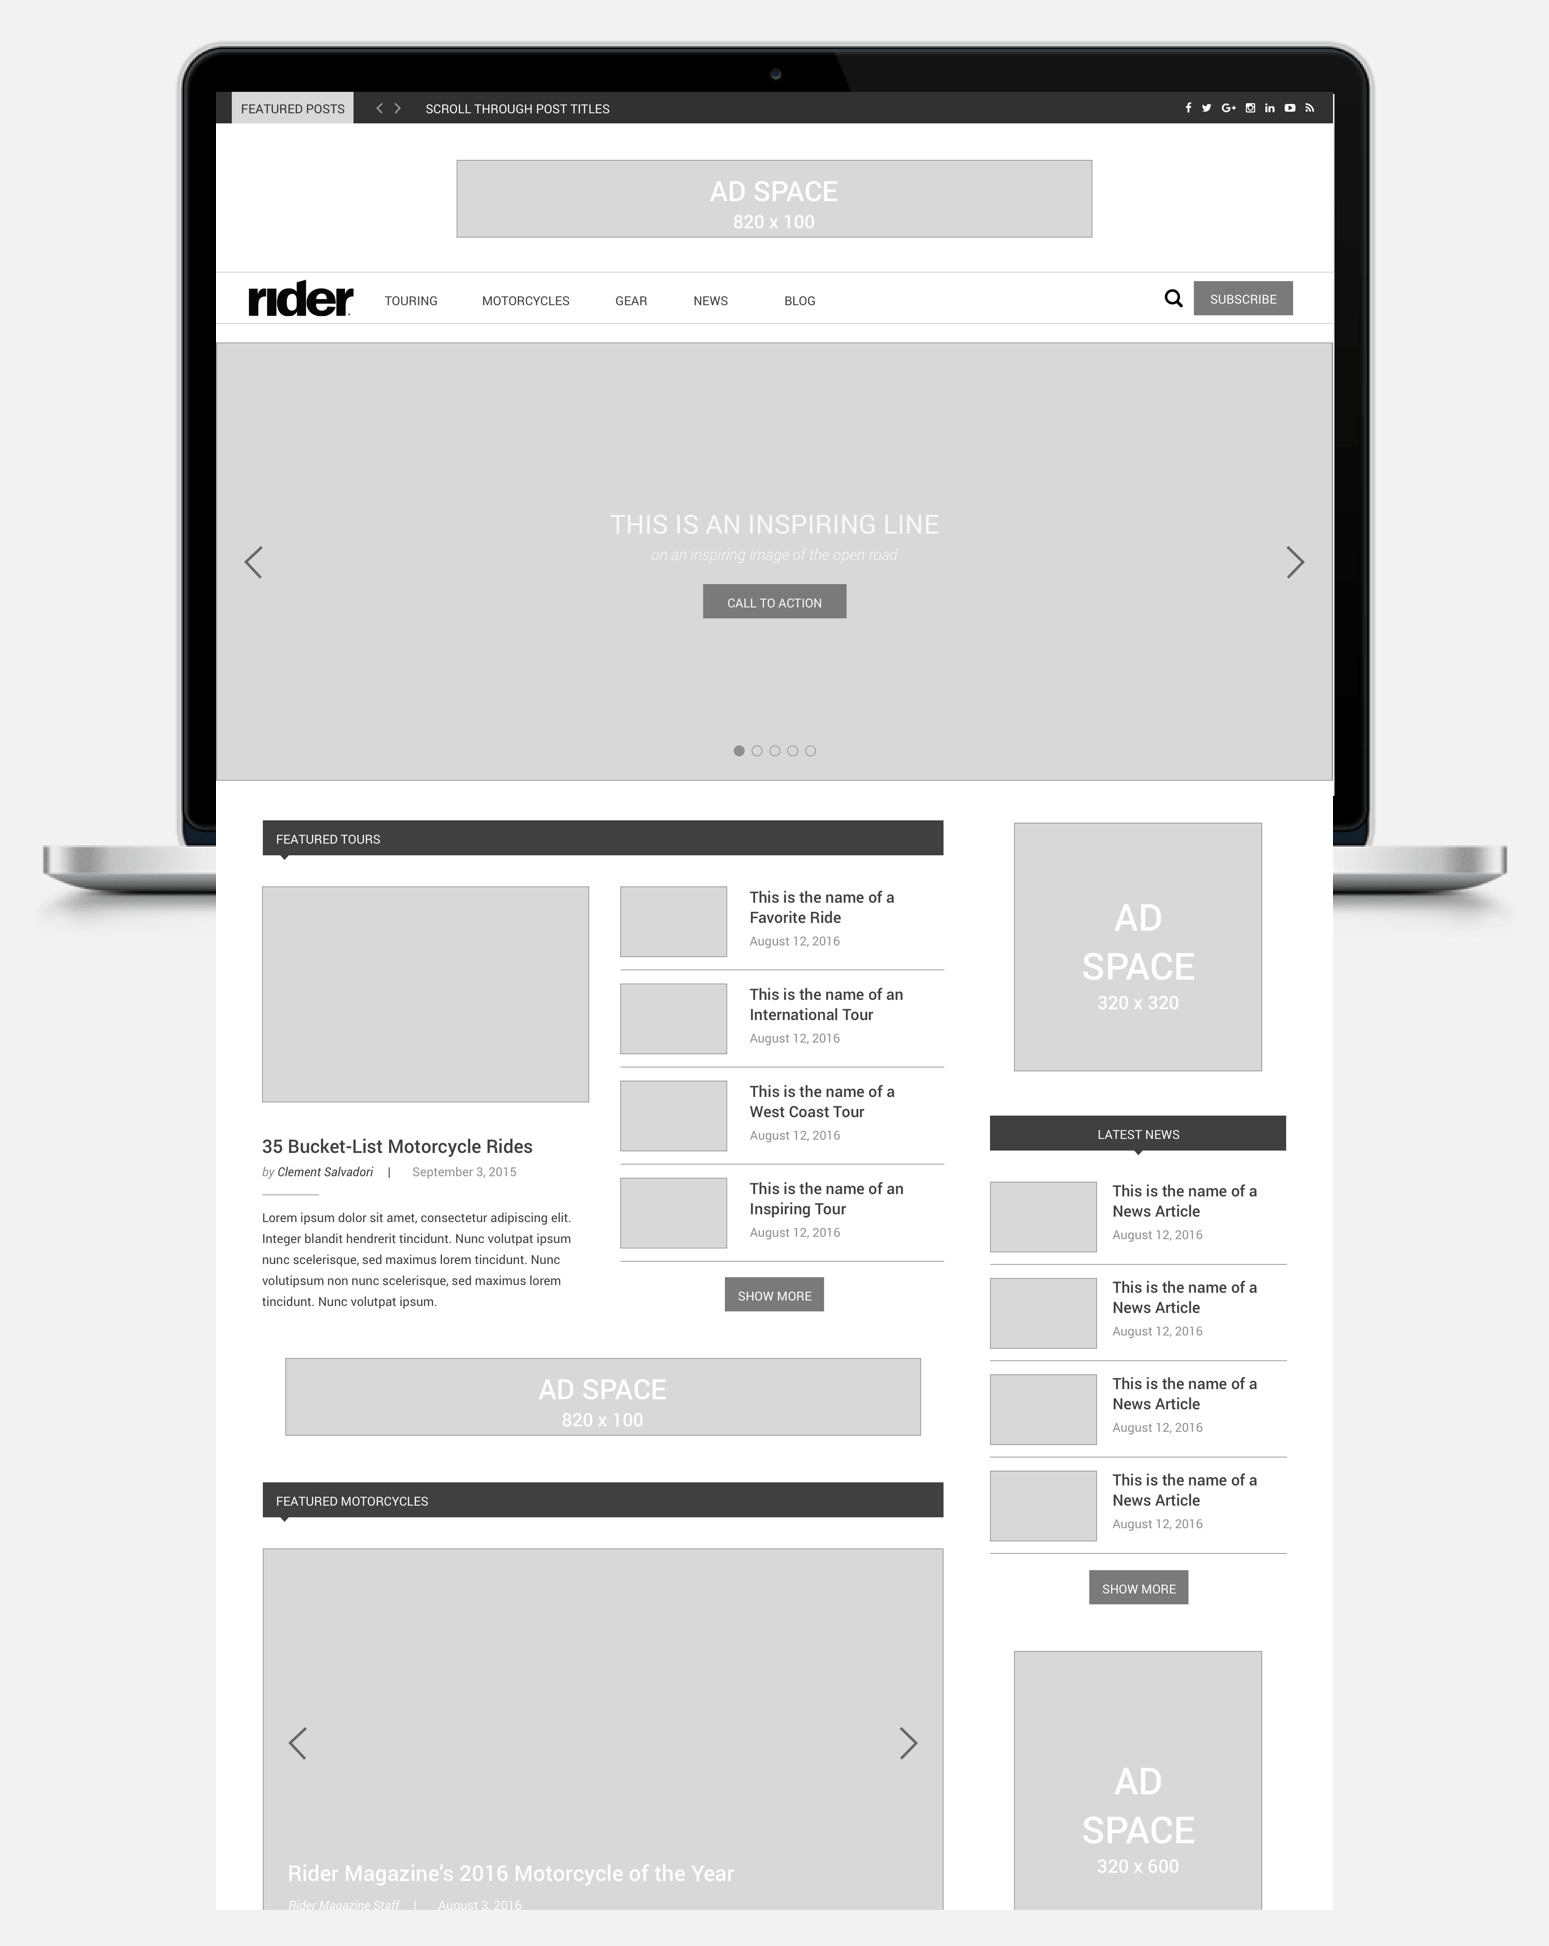 FEATURED POSTS
SCROLL THROUGH POST TITLES
AD SPACE
820 x 100
rider
TOURING
MOTORCYCLES
GEAR
NEWS
BLOG
SUBSCRIBE
THIS IS AN INSPIRING LINE
on an inspiring image of the open road
CALL TO ACTION
FEATURED TOURS
35 Bucket-List Motorcycle Rides
by Clement Salvadori | September 3, 2015
Lorem ipsum dolor sit amet, consectetur adipiscing elit.
Integer blandit hendrerit tincidunt. Nunc volutpat ipsum
nunc scelerisque, sed maximus lorem tincidunt. Nunc
volutipsum non nunc scelerisque, sed maximus lorem
tincidunt. Nunc volutpat ipsum.
This is the name of a
Favorite Ride
August 12, 2016
This is the name of an
International Tour
August 12, 2016
This is the name of a
West Coast Tour
August 12, 2016
This is the name of an
Inspiring Tour
August 12, 2016
SHOW MORE
AD SPACE
820 x 100
FEATURED MOTORCYCLES
Rider Magazine's 2016 Motorcycle of the Year
Rider Magazine Staff | August 3, 2016
AD
SPACE
320 x 320
LATEST NEWS
This is the name of a
News Article
August 12, 2016
This is the name of a
News Article
August 12, 2016
This is the name of a
News Article
August 12, 2016
This is the name of a
News Article
August 12, 2016
SHOW MORE
AD
SPACE
320 x 600